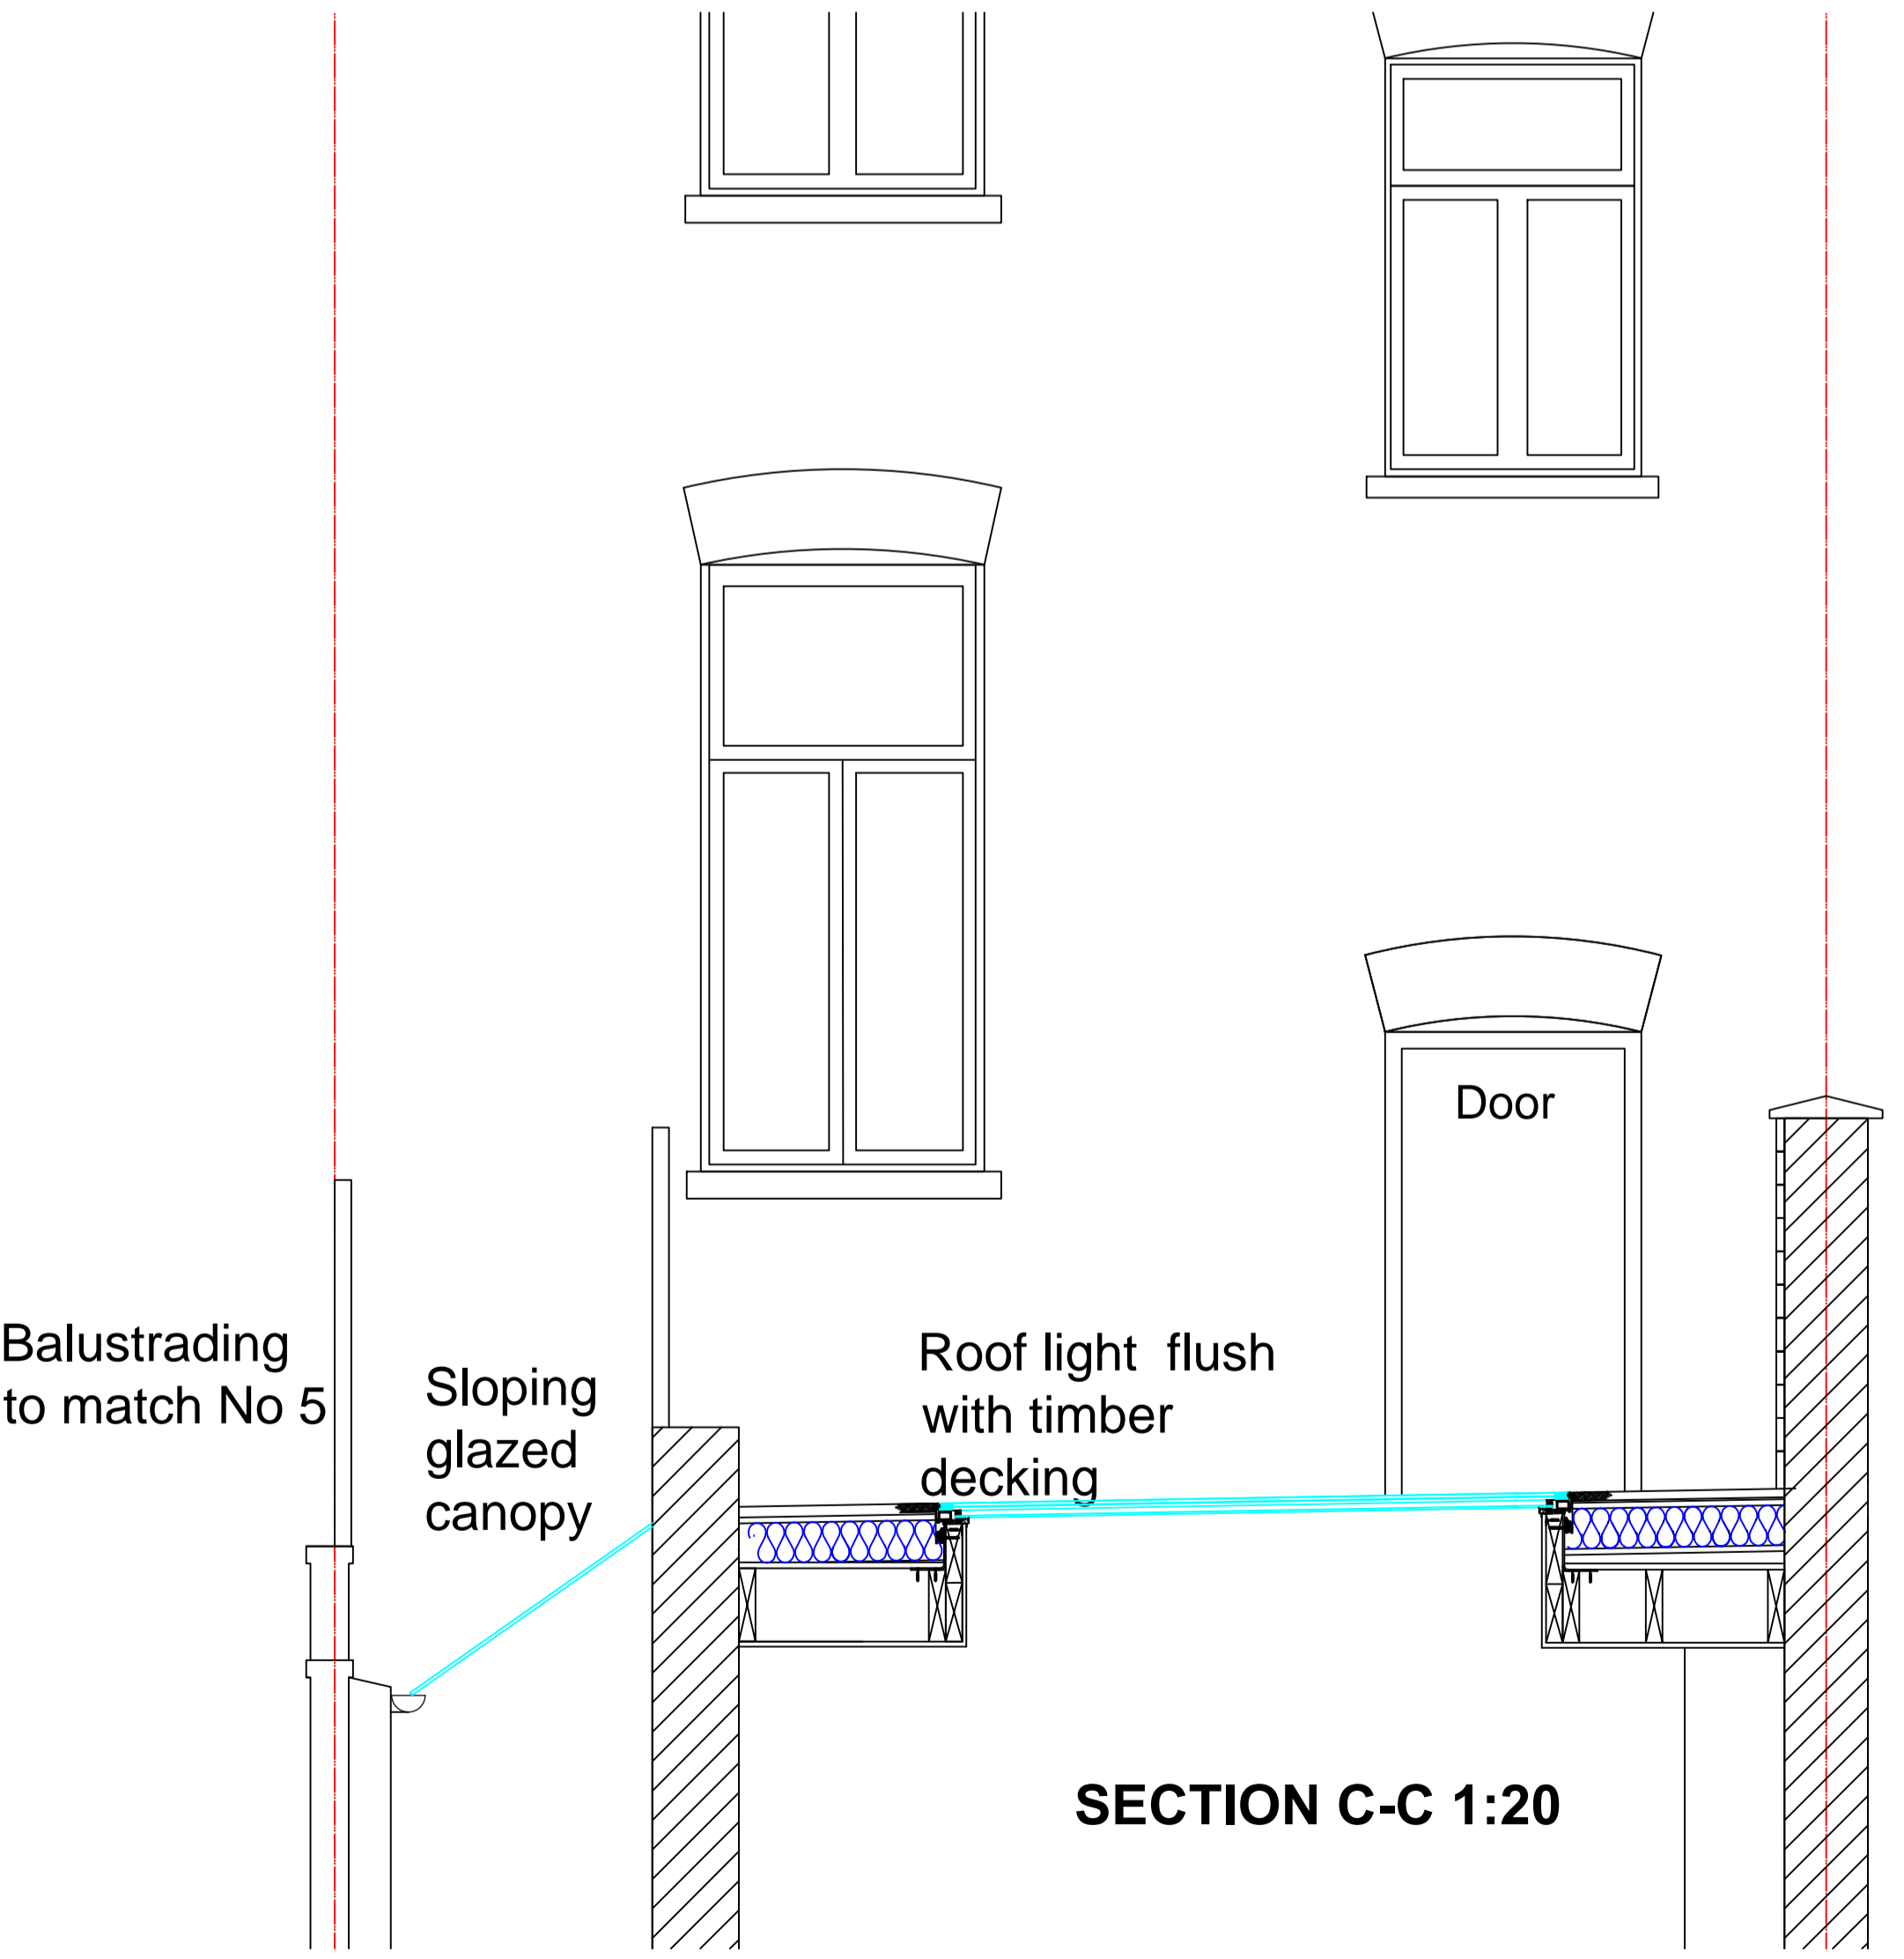 Door
Balustrading
to match No 5
Sloping
glazed
canopy
Roof light flush
with timber
decking
SECTION C-C 1:20